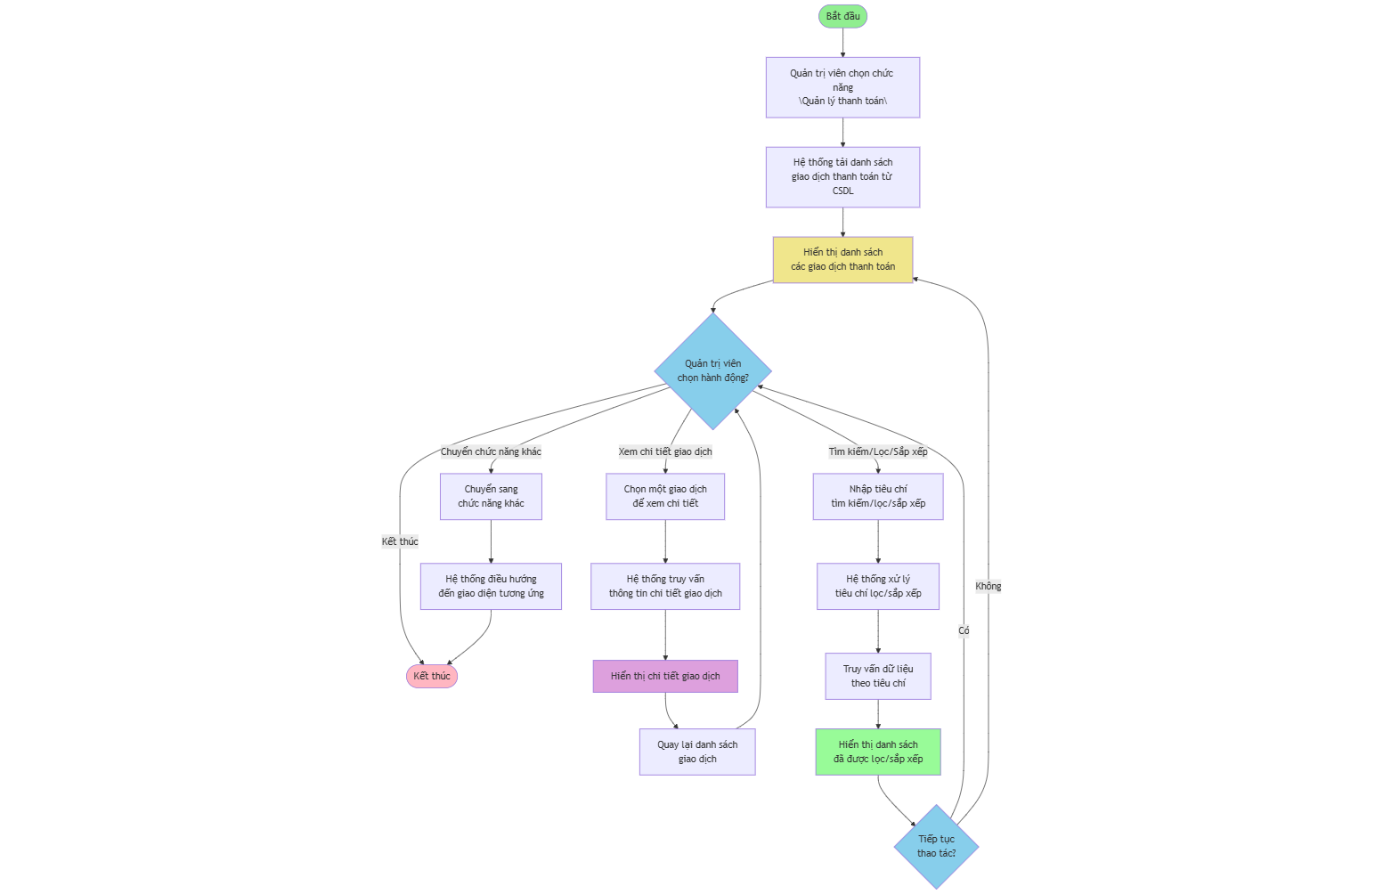 Bắt đầu
Quản trị viên chọn chức
năng
\Quản lý thanh toán\
Hệ thống tải danh sách
giao dịch thanh toán từ
CSDL
Hiển thị danh sách
các giao dịch thanh toán
Quản trị viên
chọn hành động?
Chuyển chức năng khác
Xem chi tiết giao dịch
Tìm kiếm/Lọc/Sắp xếp
Chuyển sang
chức năng khác
Chọn một giao dịch
để xem chi tiết
Nhập tiêu chí
tìm kiếm/lọc/sắp xếp
Kết thúc
Hệ thống điều hướng
đến giao diện tương ứng
Hệ thống truy vấn
thông tin chi tiết giao dịch
Hệ thống xử lý
tiêu chí lọc/sắp xếp
Không
Có
Kết thúc
Hiển thị chi tiết giao dịch
Truy vấn dữ liệu
theo tiêu chí
Quay lại danh sách
giao dịch
Hiển thị danh sách
đã được lọc/sắp xếp
Tiếp tục
thao tác?